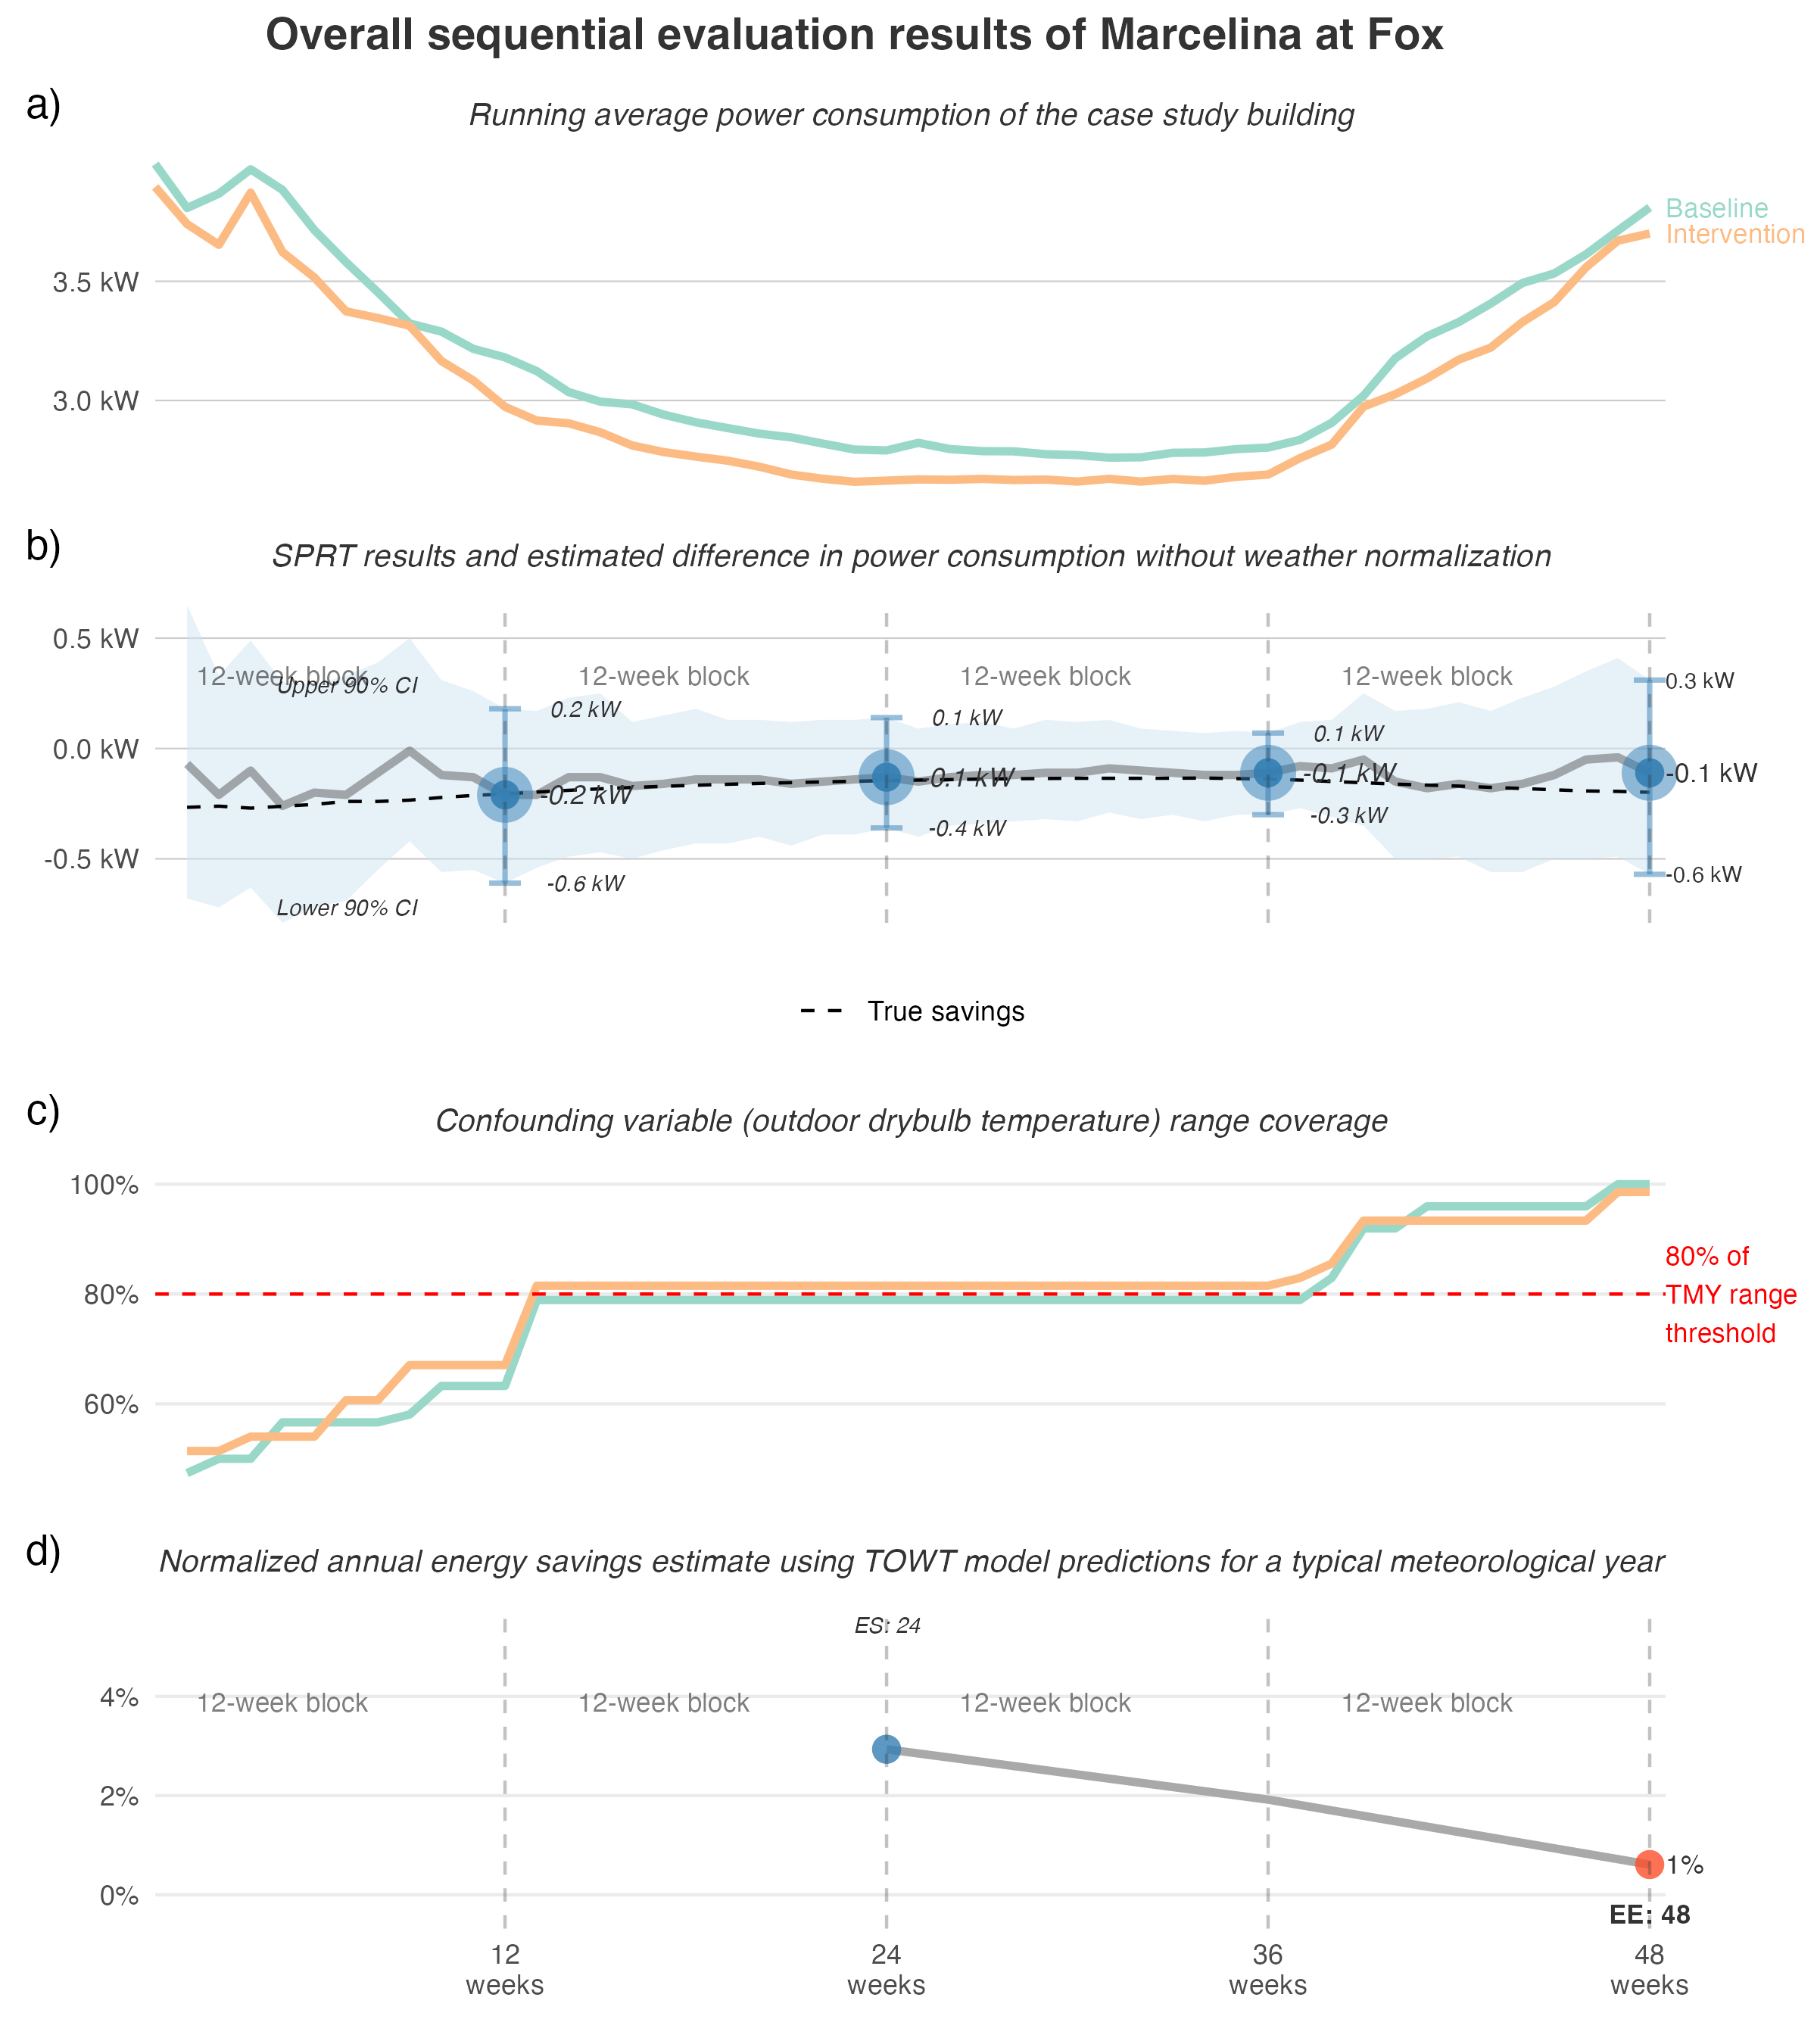 Overall sequential evaluation results of Marcelina at Fox
a)
Running average power consumption of the case study building
Baseline
Intervention
3.5 kW
3.0 kW
b)
SPRT results and estimated difference in power consumption without weather normalization
0.5 kW
0.0 kW
-0.5 kW
12-week block
12-week block
12-week block
12-week block
Upper 90% CI
Lower 90% CI
0.2 kW
-0.2 kW
-0.6 kW
0.1 kW
-0.1 kW
-0.4 kW
0.1 kW
-0.1 kW
-0.3 kW
0.3 kW
-0.1 kW
-0.6 kW
True savings
c)
Confounding variable (outdoor drybulb temperature) range coverage
100%
80%
60%
80% of
TMY range
threshold
d)
Normalized annual energy savings estimate using TOWT model predictions for a typical meteorological year
ES: 24
4%
2%
0%
12-week block
12-week block
12-week block
12-week block
1%
EE: 48
12
weeks
24
weeks
36
weeks
48
weeks